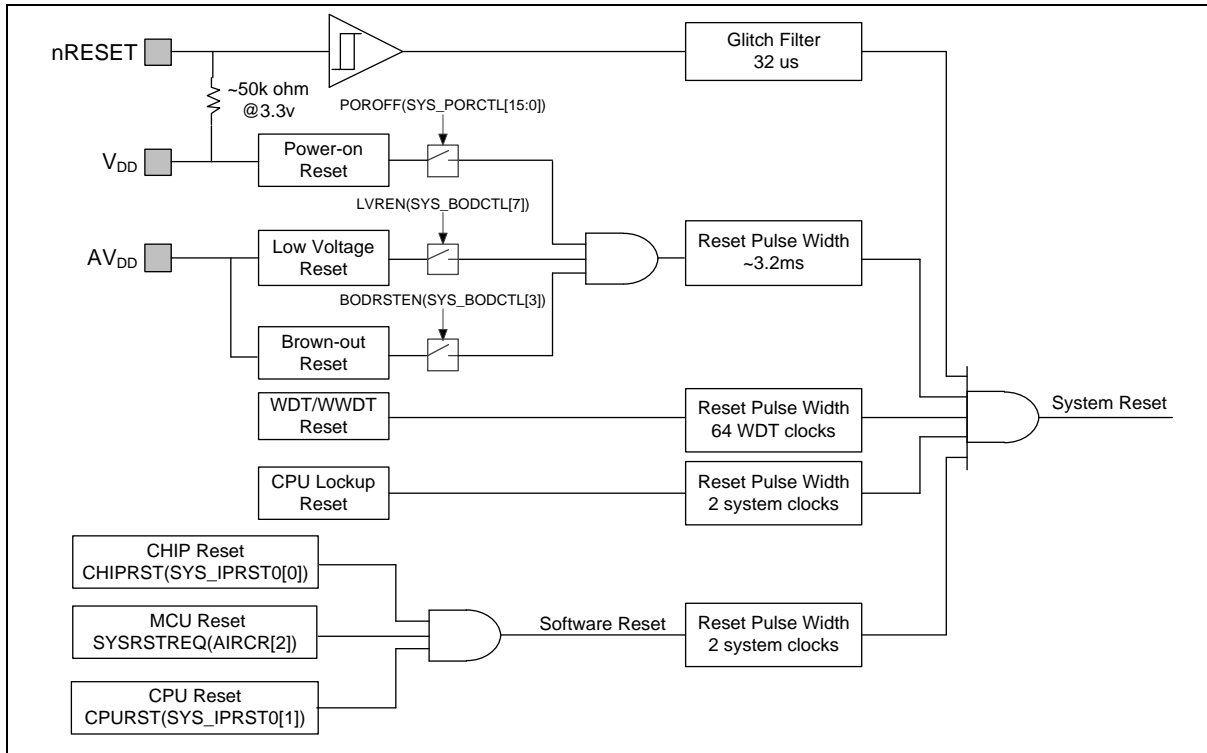 nRESET
Glitch Filter
32 us
~50k ohm
@3.3v
POROFF(SYS_PORCTL[15:0])
VDD
Power-on
Reset
LVREN(SYS_BODCTL[7])
AVDD
Low Voltage
Reset
Reset Pulse Width
~3.2ms
BODRSTEN(SYS_BODCTL[3])
Brown-out
Reset
WDT/WWDT
Reset
Reset Pulse Width
64 WDT clocks
System Reset
CPU Lockup
Reset
Reset Pulse Width
2 system clocks
CHIP Reset
CHIPRST(SYS_IPRST0[0])
MCU Reset
SYSRSTREQ(AIRCR[2])
Software Reset
Reset Pulse Width
2 system clocks
CPU Reset
CPURST(SYS_IPRST0[1])